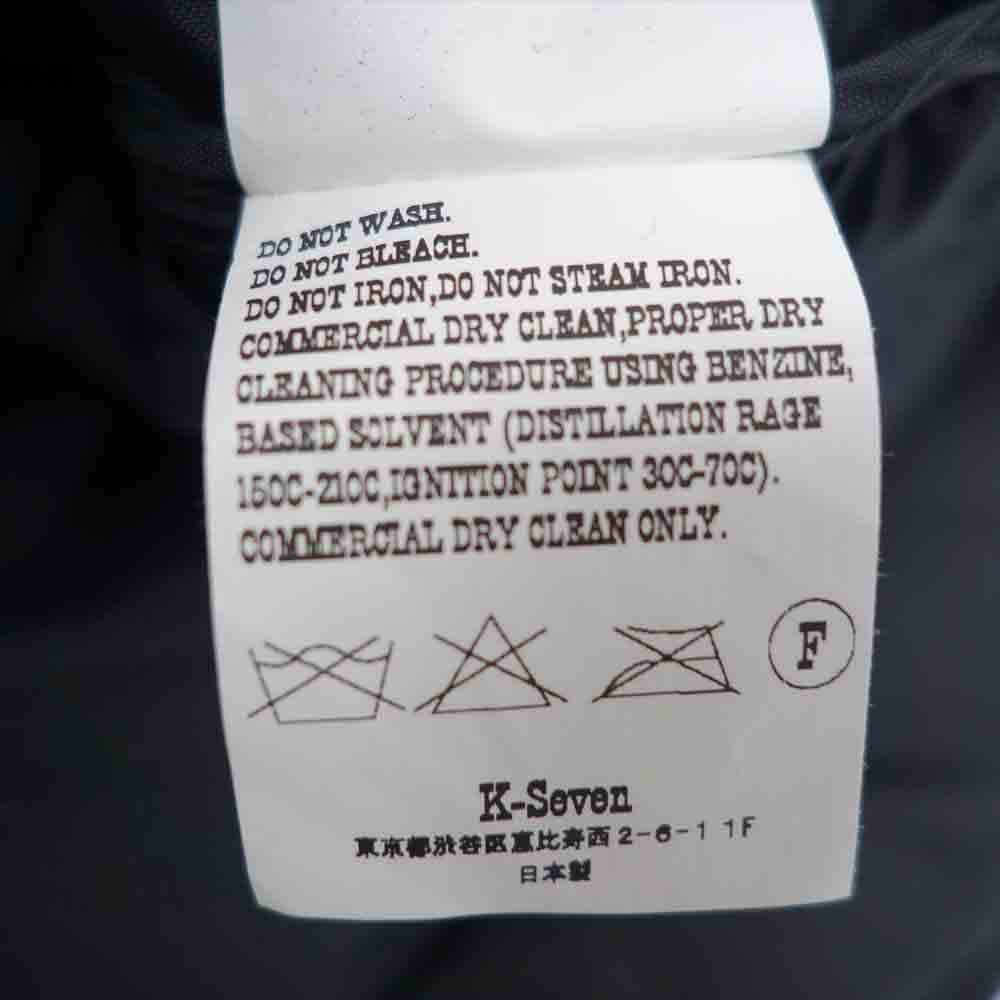 DO NOT WASH.
DO NOT BLEACH.
DO NOT IRON,DO NOT STEAM IRON.
COMMERCIAL DRY CLEAN,PROPER DRY
CLEANING PROCEDURE USING BENZINE,
BASED SOLVENT (DISTILLATION RAGE
150C-210C,IGNITION POINT 30C-70C).
COMMERCIAL DRY CLEAN ONLY.
F
K-Seven
東京都渋谷区恵比寿西2-6-1 1F
日本製